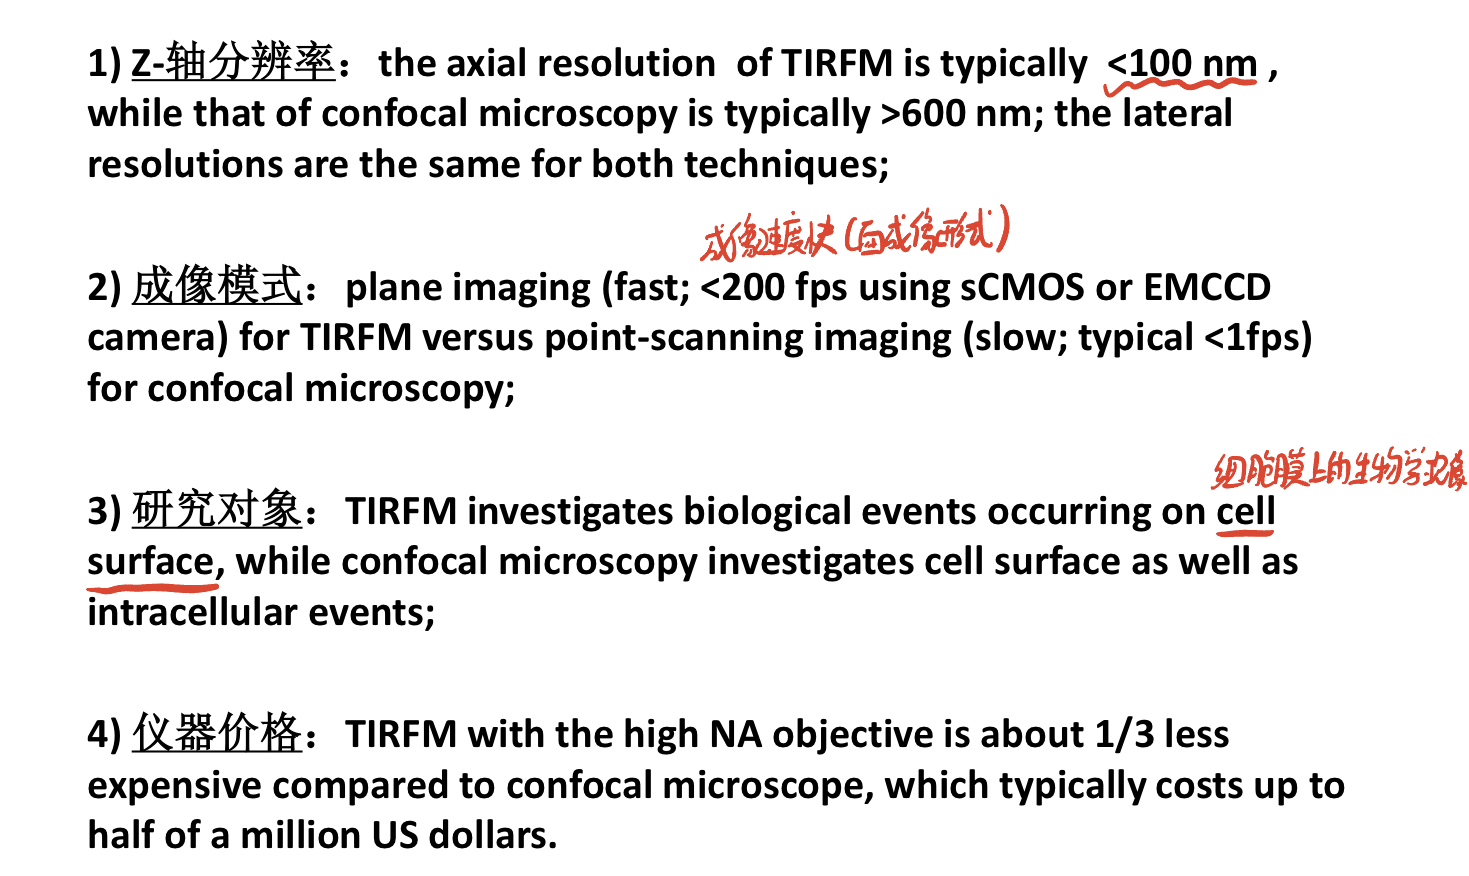 1) Z-轴分辨率：the axial resolution of TIRFM is typically <100 nm ,
while that of confocal microscopy is typically >600 nm; the lateral
resolutions are the same for both techniques;
成像速度快(面成像形式)
2) 成像模式：plane imaging (fast; <200 fps using sCMOS or EMCCD
camera) for TIRFM versus point-scanning imaging (slow; typical <1fps)
for confocal microscopy;
细胞膜上的生物学现象
3) 研究对象：TIRFM investigates biological events occurring on cell
surface, while confocal microscopy investigates cell surface as well as
intracellular events;
4) 仪器价格：TIRFM with the high NA objective is about 1/3 less
expensive compared to confocal microscope, which typically costs up to
half of a million US dollars.